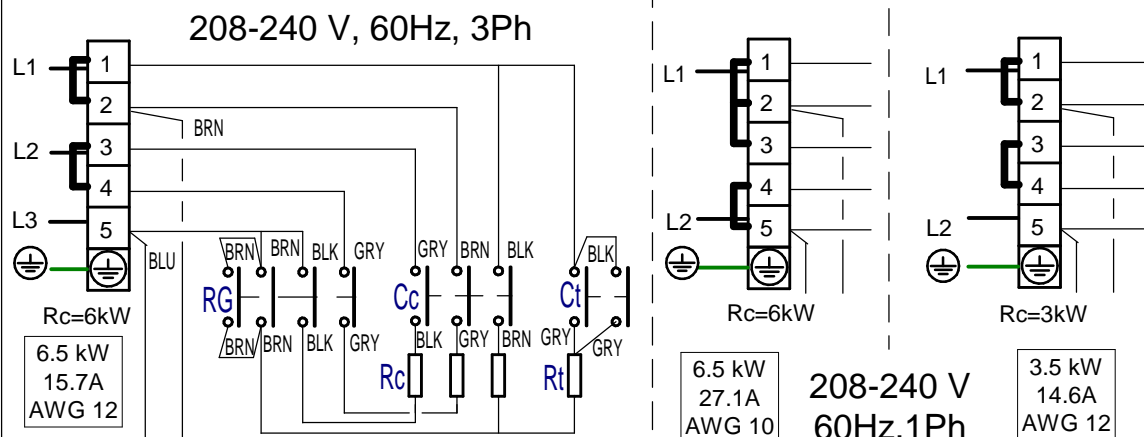 208-240 V, 60Hz, 3Ph
L1
1
2
BRN
L2
3
4
L3
5
BLU
Rc=6kW
6.5 kW
15.7A
AWG 12
BRN BRN BLK GRY
RG
BRN BRN BLK GRY
GRY BRN BLK
Cc
BLK GRY BRN
Rc
BLK
Ct
GRY GRY
Rt
L1
1
2
3
4
L2
5
Rc=6kW
6.5 kW
27.1A
AWG 10
208-240 V
60Hz,1Ph
L1
1
2
3
4
L2
5
Rc=3kW
3.5 kW
14.6A
AWG 12